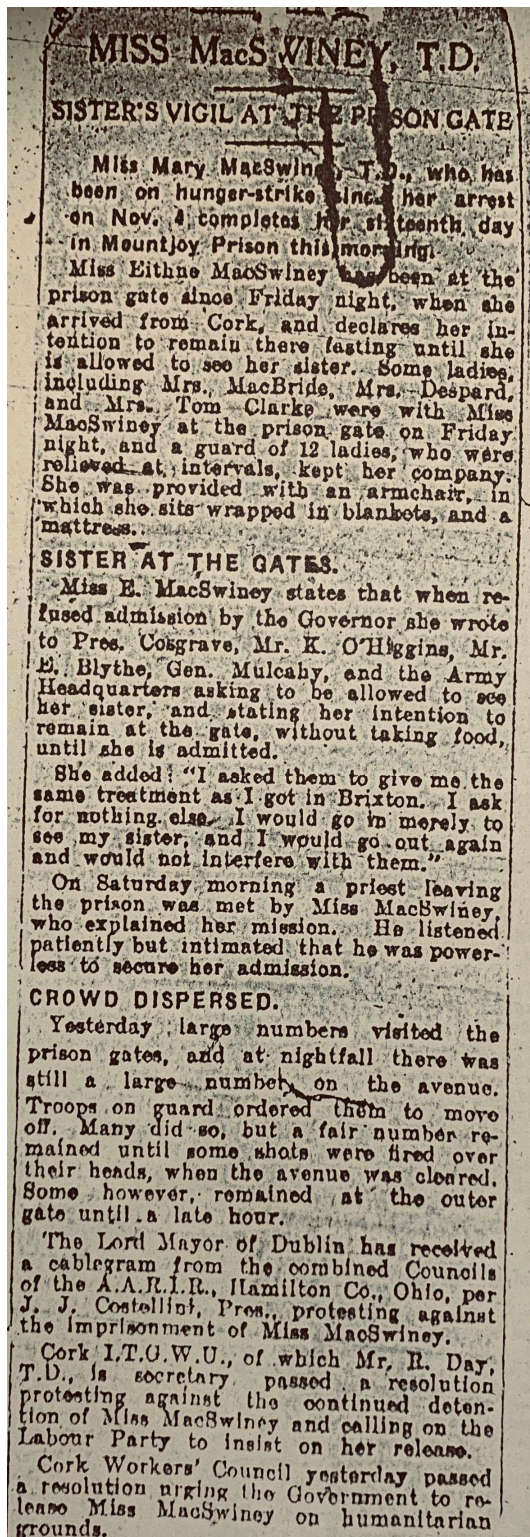 MISS MacSWINEY, T.D.
SISTER'S VIGIL AT THE PRISON GATE
Miss Mary MacSwiney, T.D., who has
been on hunger-strike since her arrest
on Nov. 4 completes her sixteenth day
in Mountjoy Prison this morning.
Miss Eithne MacSwiney has been at the
prison gate since Friday night, when she
arrived from Cork, and declares her in-
tention to remain there fasting until she
is allowed to see her sister. Some ladies,
including Mrs. MacBride, Mrs. Despard,
and Mrs. Tom Clarke were with Miss
MacSwiney at the prison gate on Friday
night, and a guard of 12 ladies, who were
relieved at intervals, kept her company.
She was provided with an armchair, in
which she sits wrapped in blankets, and a
mattress.
SISTER AT THE GATES.
Miss E. MacSwiney states that when re-
fused admission by the Governor she wrote
to Pres. Cosgrave, Mr. K. O'Higgins, Mr.
E. Blythe, Gen. Mulcahy, and the Army
Headquarters asking to be allowed to see
her sister, and stating her intention to
remain at the gate, without taking food,
until she is admitted.
She added: "I asked them to give me the
same treatment as I got in Brixton. I ask
for nothing else. I would go in merely to
see my sister, and I would go out again
and would not interfere with them."
On Saturday morning a priest leaving
the prison was met by Miss MacSwiney,
who explained her mission. He listened
patiently but intimated that he was power-
less to secure her admission.
CROWD DISPERSED.
Yesterday large numbers visited the
prison gates, and at nightfall there was
still a large number on the avenue.
Troops on guard ordered them to move
off. Many did so, but a fair number re-
mained until some shots were fired over
their heads, when the avenue was cleared.
Some however, remained at the outer
gate until a late hour.
The Lord Mayor of Dublin has received
a cablegram from the combined Councils
of the A.A.R.I.R., Hamilton Co., Ohio, per
J. J. Costellini, Pres., protesting against
the imprisonment of Miss MacSwiney.
Cork I.T.G.W.U., of which Mr. R. Day,
T.D., is secretary passed a resolution
protesting against the continued deten-
tion of Miss MacSwiney and calling on the
Labour Party to insist on her release.
Cork Workers' Council yesterday passed
a resolution urging the Government to re-
lease Miss MacSwiney on humanitarian
grounds.